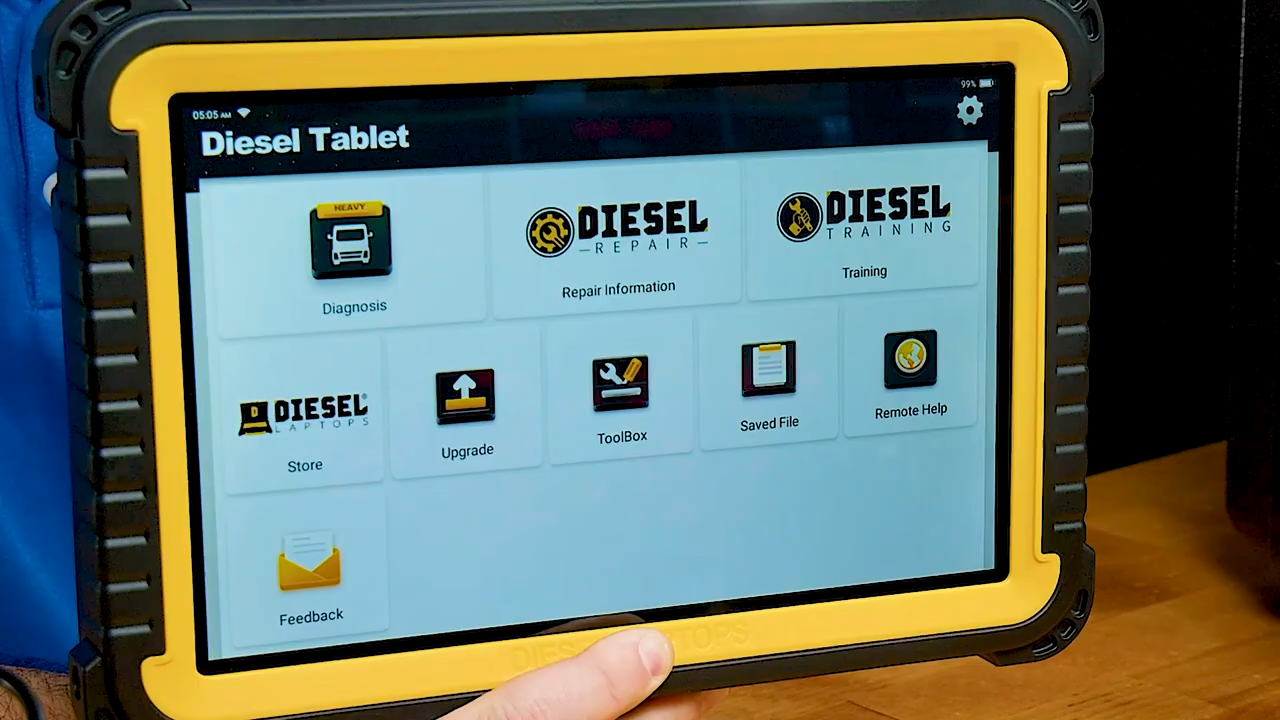 05:05 AM
99%
Diesel Tablet
HEAVY
Diagnosis
DIESEL
REPAIR
Repair Information
DIESEL
TRAINING
Training
D
DIESEL®
LAPTOPS
Store
Upgrade
ToolBox
Saved File
Remote Help
Feedback